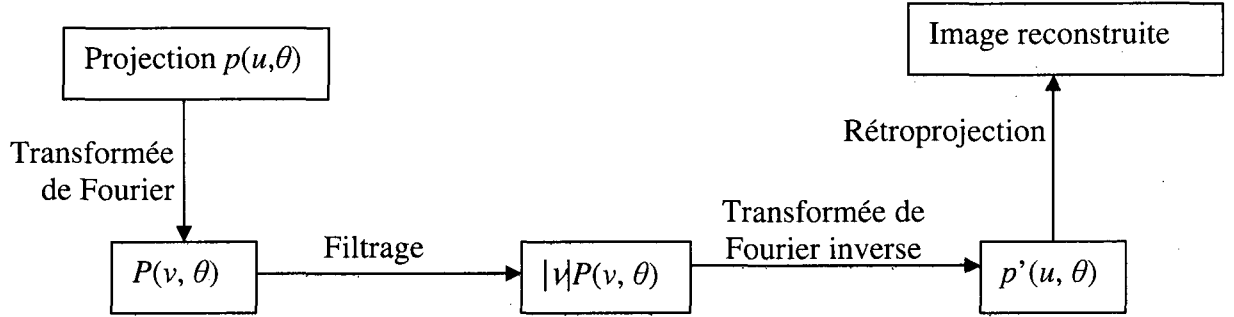 Projection p(u,θ)
Image reconstruite
Transformée
de Fourier
Rétroprojection
P(ν, θ)
Filtrage
|ν|P(ν, θ)
Transformée de
Fourier inverse
p’(u, θ)